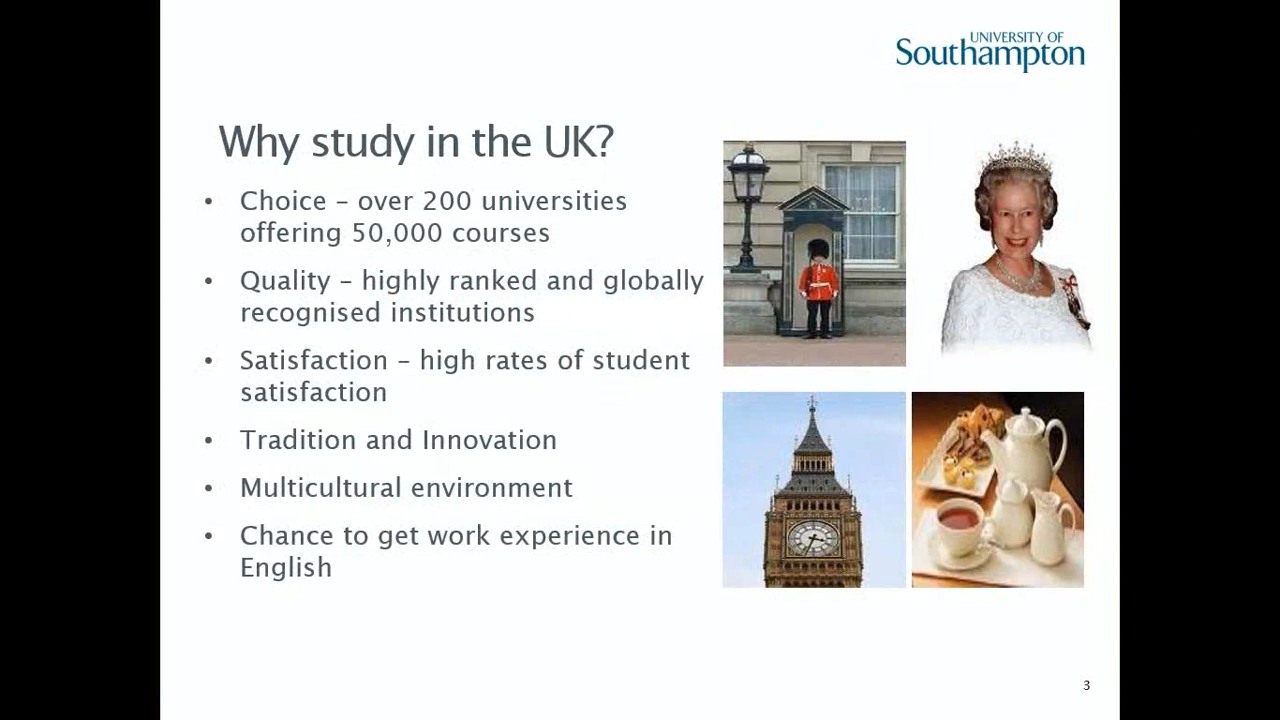 UNIVERSITY OF
Southampton
Why study in the UK?
• Choice – over 200 universities
offering 50,000 courses
• Quality – highly ranked and globally
recognised institutions
• Satisfaction – high rates of student
satisfaction
• Tradition and Innovation
• Multicultural environment
• Chance to get work experience in
English
3